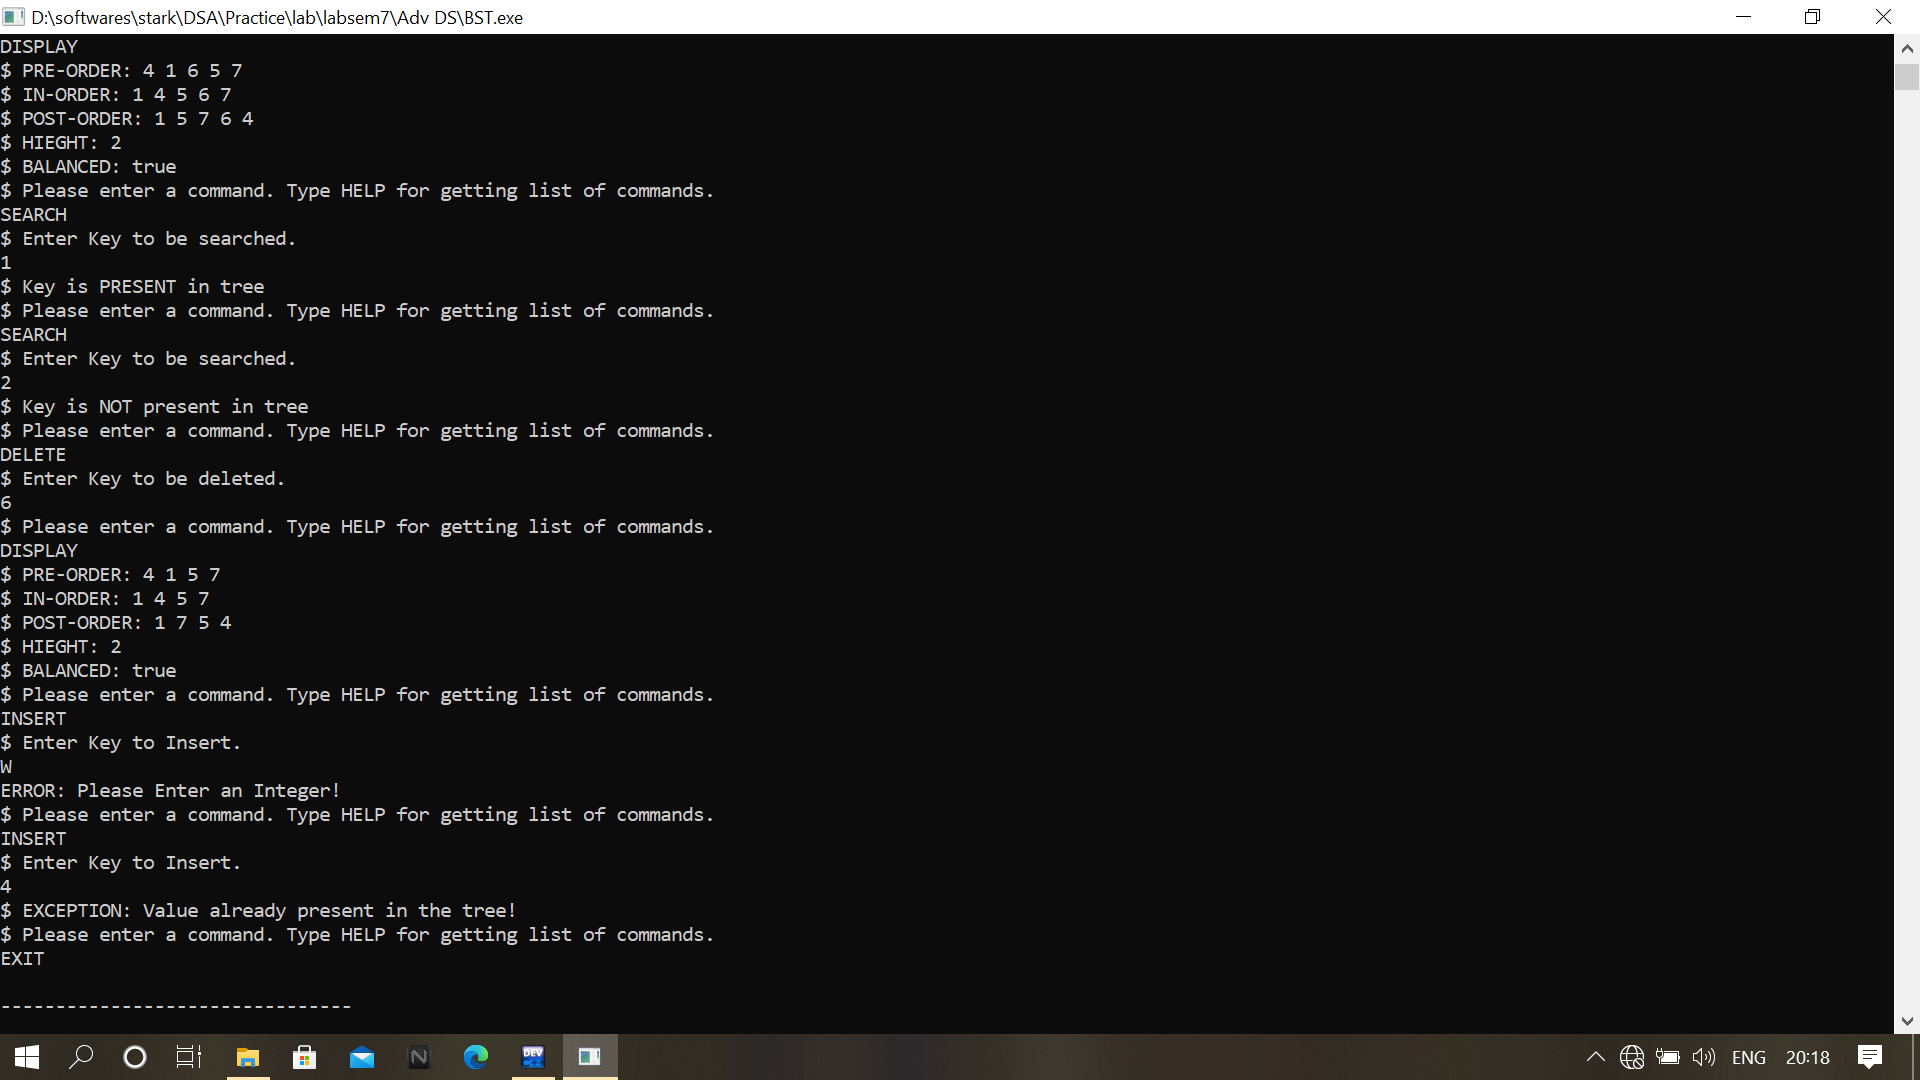 D:\softwares\stark\DSA\Practice\lab\labsem7\Adv DS\BST.exe
DISPLAY
$ PRE-ORDER: 4 1 6 5 7
$ IN-ORDER: 1 4 5 6 7
$ POST-ORDER: 1 5 7 6 4
$ HIEGHT: 2
$ BALANCED: true
$ Please enter a command. Type HELP for getting list of commands.
SEARCH
$ Enter Key to be searched.
1
$ Key is PRESENT in tree
$ Please enter a command. Type HELP for getting list of commands.
SEARCH
$ Enter Key to be searched.
2
$ Key is NOT present in tree
$ Please enter a command. Type HELP for getting list of commands.
DELETE
$ Enter Key to be deleted.
6
$ Please enter a command. Type HELP for getting list of commands.
DISPLAY
$ PRE-ORDER: 4 1 5 7
$ IN-ORDER: 1 4 5 7
$ POST-ORDER: 1 7 5 4
$ HIEGHT: 2
$ BALANCED: true
$ Please enter a command. Type HELP for getting list of commands.
INSERT
$ Enter Key to Insert.
W
ERROR: Please Enter an Integer!
$ Please enter a command. Type HELP for getting list of commands.
INSERT
$ Enter Key to Insert.
4
$ EXCEPTION: Value already present in the tree!
$ Please enter a command. Type HELP for getting list of commands.
EXIT
--------------------------------
N DEV C++ ENG 20:18